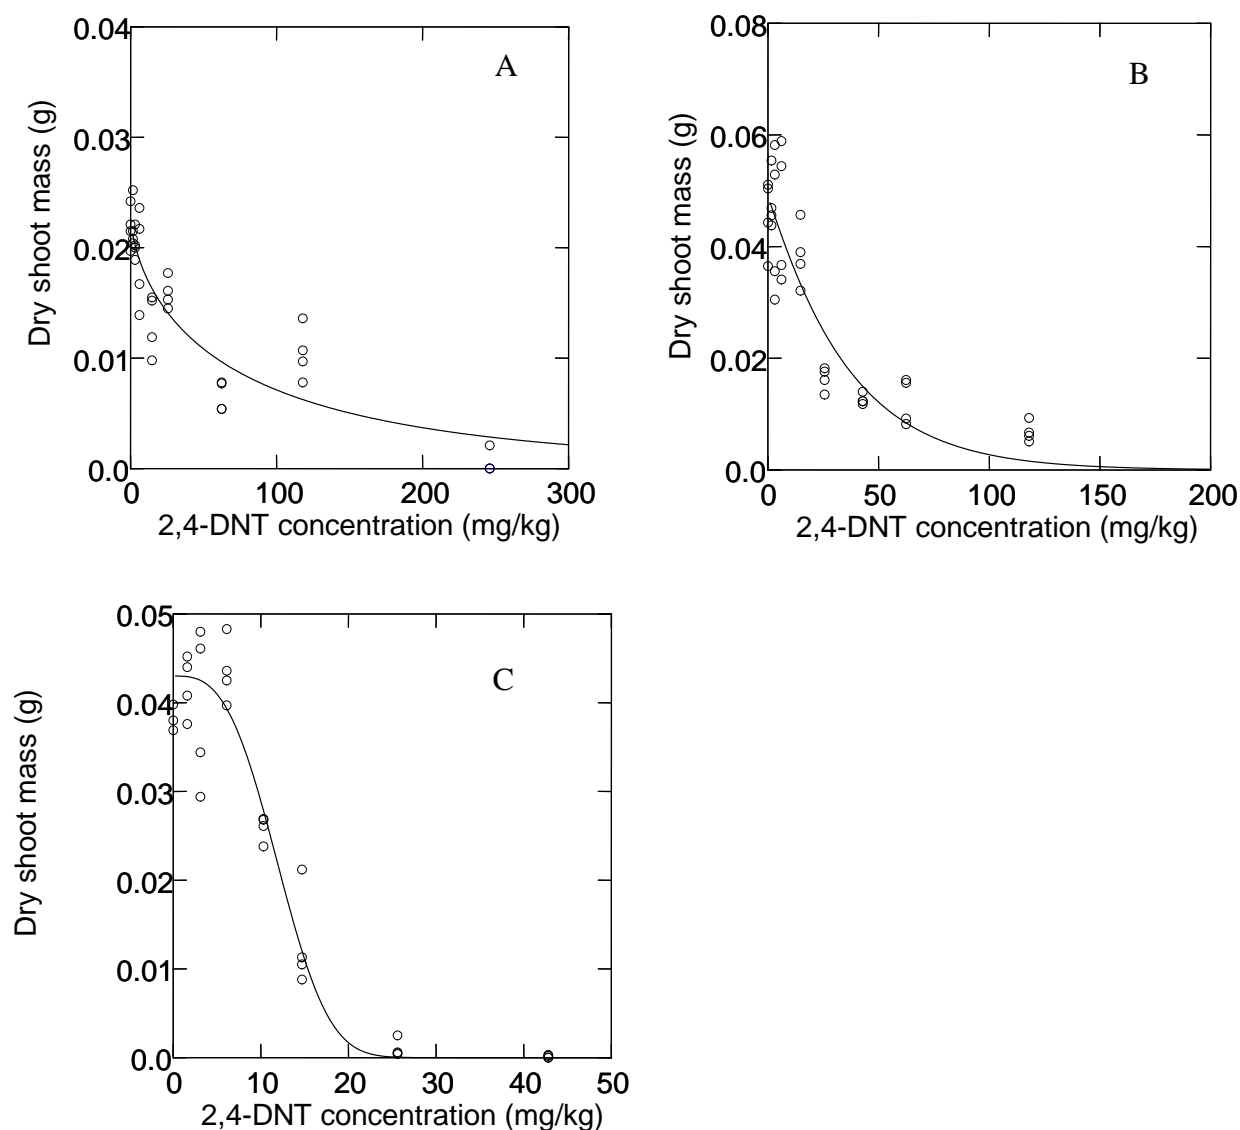 A
Dry shoot mass (g)
0.04
0.03
0.02
0.01
0.0
0 100 200 300
2,4-DNT concentration (mg/kg)
B
Dry shoot mass (g)
0.08
0.06
0.04
0.02
0.0
0 50 100 150 200
2,4-DNT concentration (mg/kg)
C
Dry shoot mass (g)
0.05
0.04
0.03
0.02
0.01
0.0
0 10 20 30 40 50
2,4-DNT concentration (mg/kg)